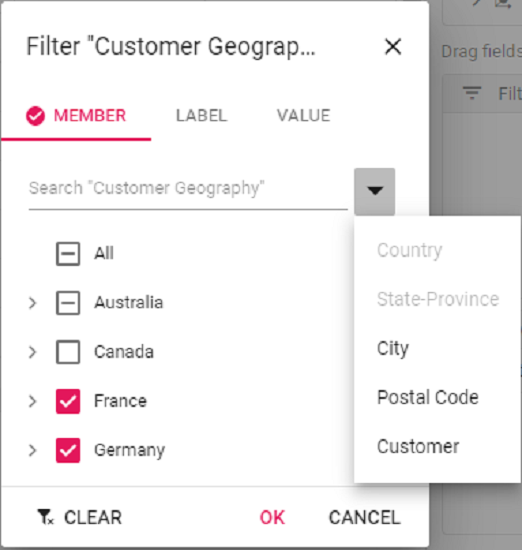 Filter "Customer Geograp...
Drag fields
MEMBER LABEL VALUE
Filt
Search "Customer Geography"
All
Country
Australia
State-Province
Canada
City
France
Postal Code
Germany
Customer
CLEAR OK CANCEL